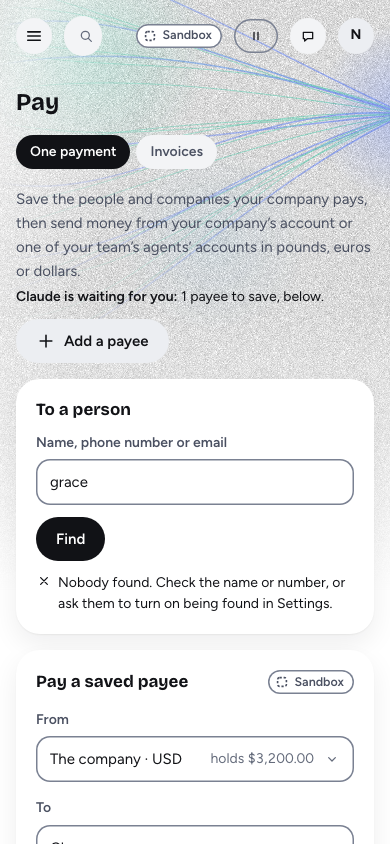 Sandbox
N
Pay
One payment
Invoices
Save the people and companies your company pays,
then send money from your company's account or
one of your team's agents' accounts in pounds, euros
or dollars.
Claude is waiting for you: 1 payee to save, below.
Add a payee
To a person
Name, phone number or email
grace
Find
Nobody found. Check the name or number, or
ask them to turn on being found in Settings.
Pay a saved payee
Sandbox
From
The company · USD holds $3,200.00
To